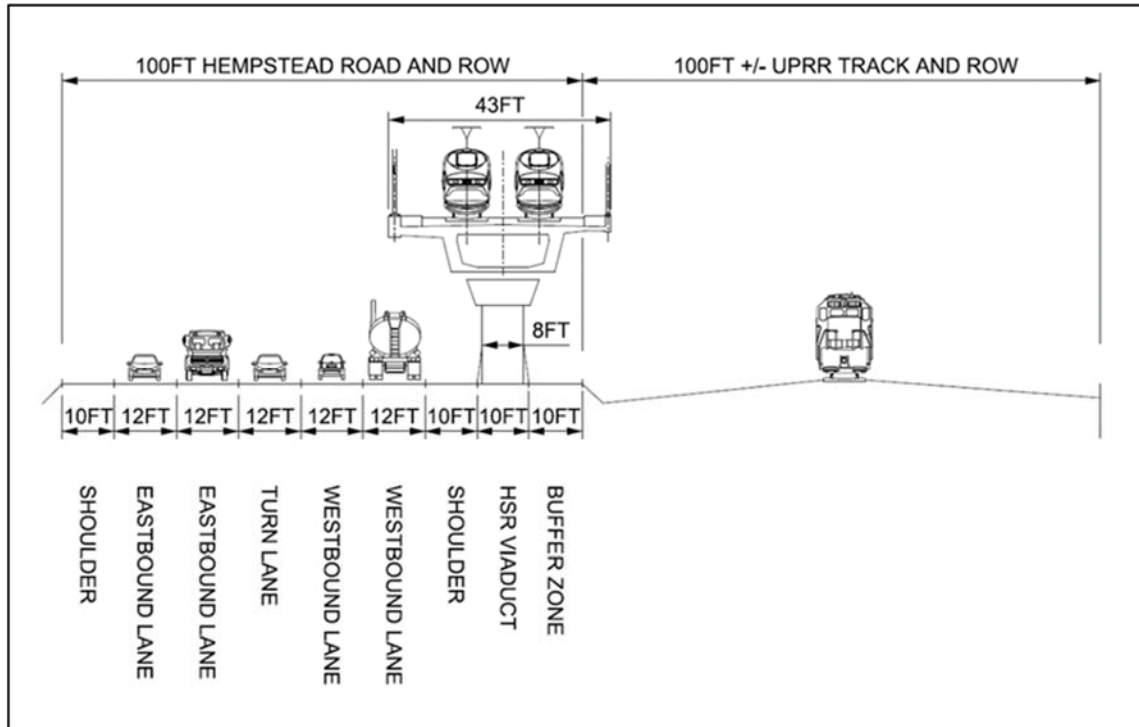 100FT HEMPSTEAD ROAD AND ROW
100FT +/- UPRR TRACK AND ROW
43FT
8FT
10FT
12FT
12FT
12FT
12FT
12FT
10FT
10FT
10FT
SHOULDER
EASTBOUND LANE
EASTBOUND LANE
TURN LANE
WESTBOUND LANE
WESTBOUND LANE
SHOULDER
HSR VIADUCT
BUFFER ZONE